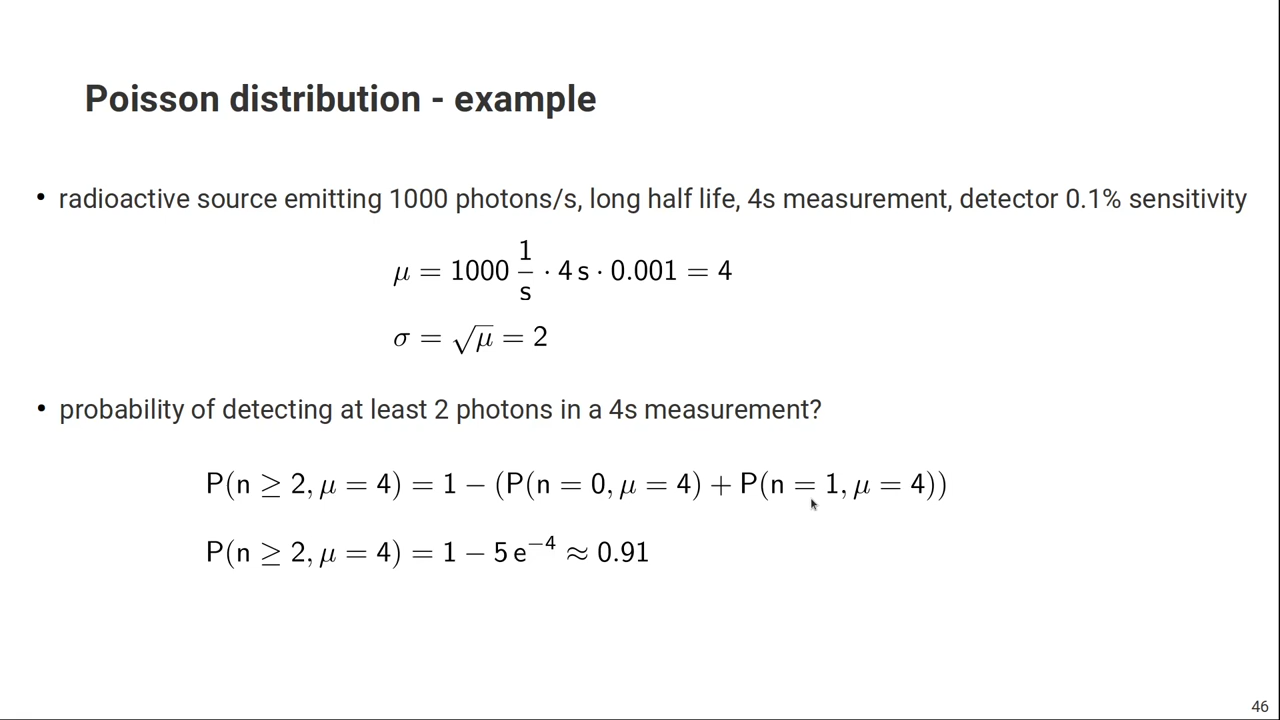 Poisson distribution - example
• radioactive source emitting 1000 photons/s, long half life, 4s measurement, detector 0.1% sensitivity
μ = 1000 1/s · 4 s · 0.001 = 4
σ = √μ = 2
• probability of detecting at least 2 photons in a 4s measurement?
P(n ≥ 2, μ = 4) = 1 − (P(n = 0, μ = 4) + P(n = 1, μ = 4))
P(n ≥ 2, μ = 4) = 1 − 5 e⁻⁴ ≈ 0.91
46